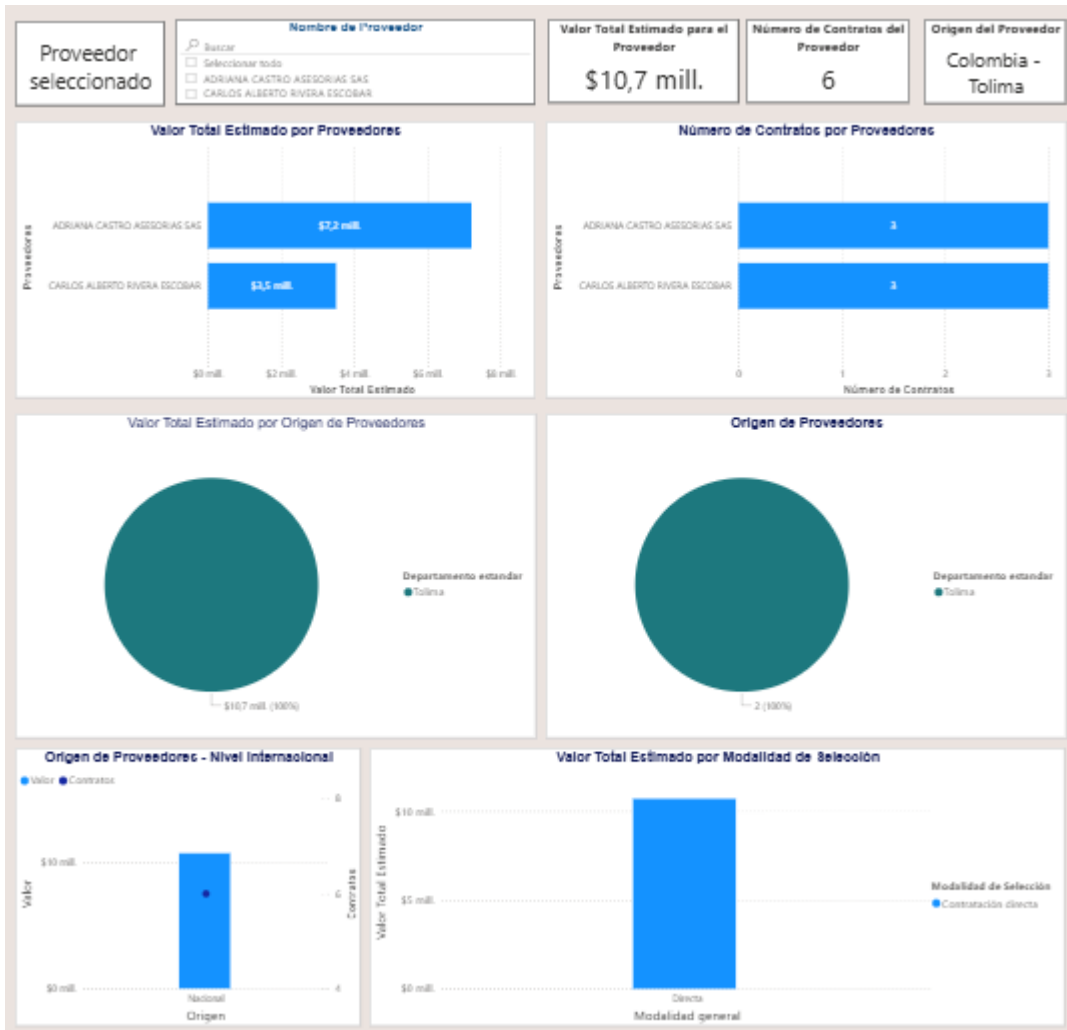 Proveedor
seleccionado
Nombre de Proveedor
Buscar
Seleccionar todo
ADRIANA CASTRO ASESORIAS SAS
CARLOS ALBERTO RIVERA ESCOBAR
Valor Total Estimado para el
Proveedor
$10,7 mill.
Número de Contratos del
Proveedor
6
Origen del Proveedor
Colombia -
Tolima
Valor Total Estimado por Proveedores
Proveedores
ADRIANA CASTRO ASESORIAS SAS
$7,2 mill.
CARLOS ALBERTO RIVERA ESCOBAR
$3,5 mill.
$0 mill. $2 mill. $4 mill. $6 mill. $8 mill.
Valor Total Estimado
Número de Contratos por Proveedores
Proveedores
ADRIANA CASTRO ASESORIAS SAS
3
CARLOS ALBERTO RIVERA ESCOBAR
3
0 1 2 3
Número de Contratos
Valor Total Estimado por Origen de Proveedores
Departamento estandar
Tolima
$10,7 mill. (100%)
Origen de Proveedores
Departamento estandar
Tolima
2 (100%)
Origen de Proveedores - Nivel Internacional
Valor Contratos
8
$10 mill.
6
$0 mill.
4
Valor
Contratas
Nacional
Origen
Valor Total Estimado por Modalidad de Selección
Valor Total Estimado
$10 mill.
$5 mill.
$0 mill.
Directa
Modalidad general
Modalidad de Selección
Contratación directa